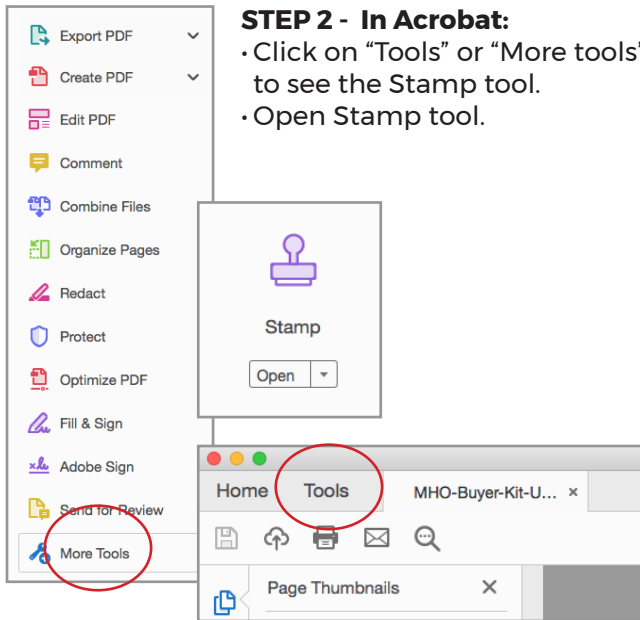 STEP 2 - In Acrobat:
• Click on “Tools” or “More tools”
to see the Stamp tool.
• Open Stamp tool.
Export PDF
Create PDF
Edit PDF
Comment
Combine Files
Organize Pages
Redact
Protect
Optimize PDF
Fill & Sign
Adobe Sign
Send for Review
More Tools
Stamp
Open
Home Tools MHO-Buyer-Kit-U... ×
Page Thumbnails